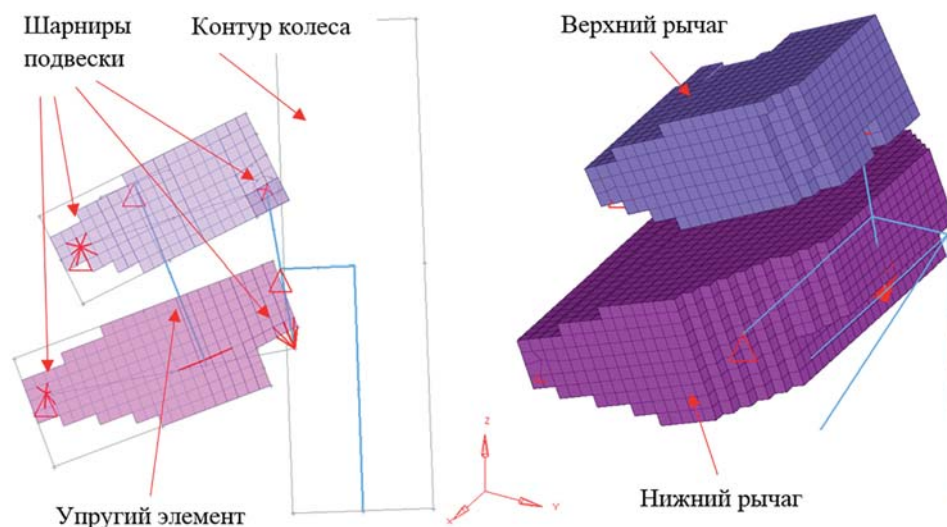 Шарниры
подвески
Контур колеса
Верхний рычаг
Упругий элемент
Нижний рычаг
Z
X
Y